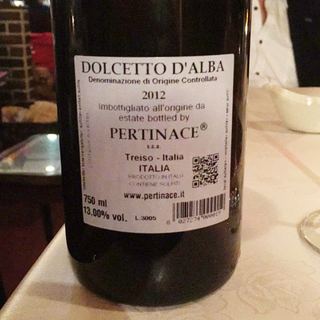 DOLCETTO D'ALBA
Denominazione di Origine Controllata
2012
Imbottigliato all'origine da
estate bottled by
PERTINACE®
s.c.a.
Treiso - Italia
ITALIA
PRODOTTO IN ITALY
CONTIENE SOLFITI
www.pertinace.it
750 ml
13.00% vol.
L.3005